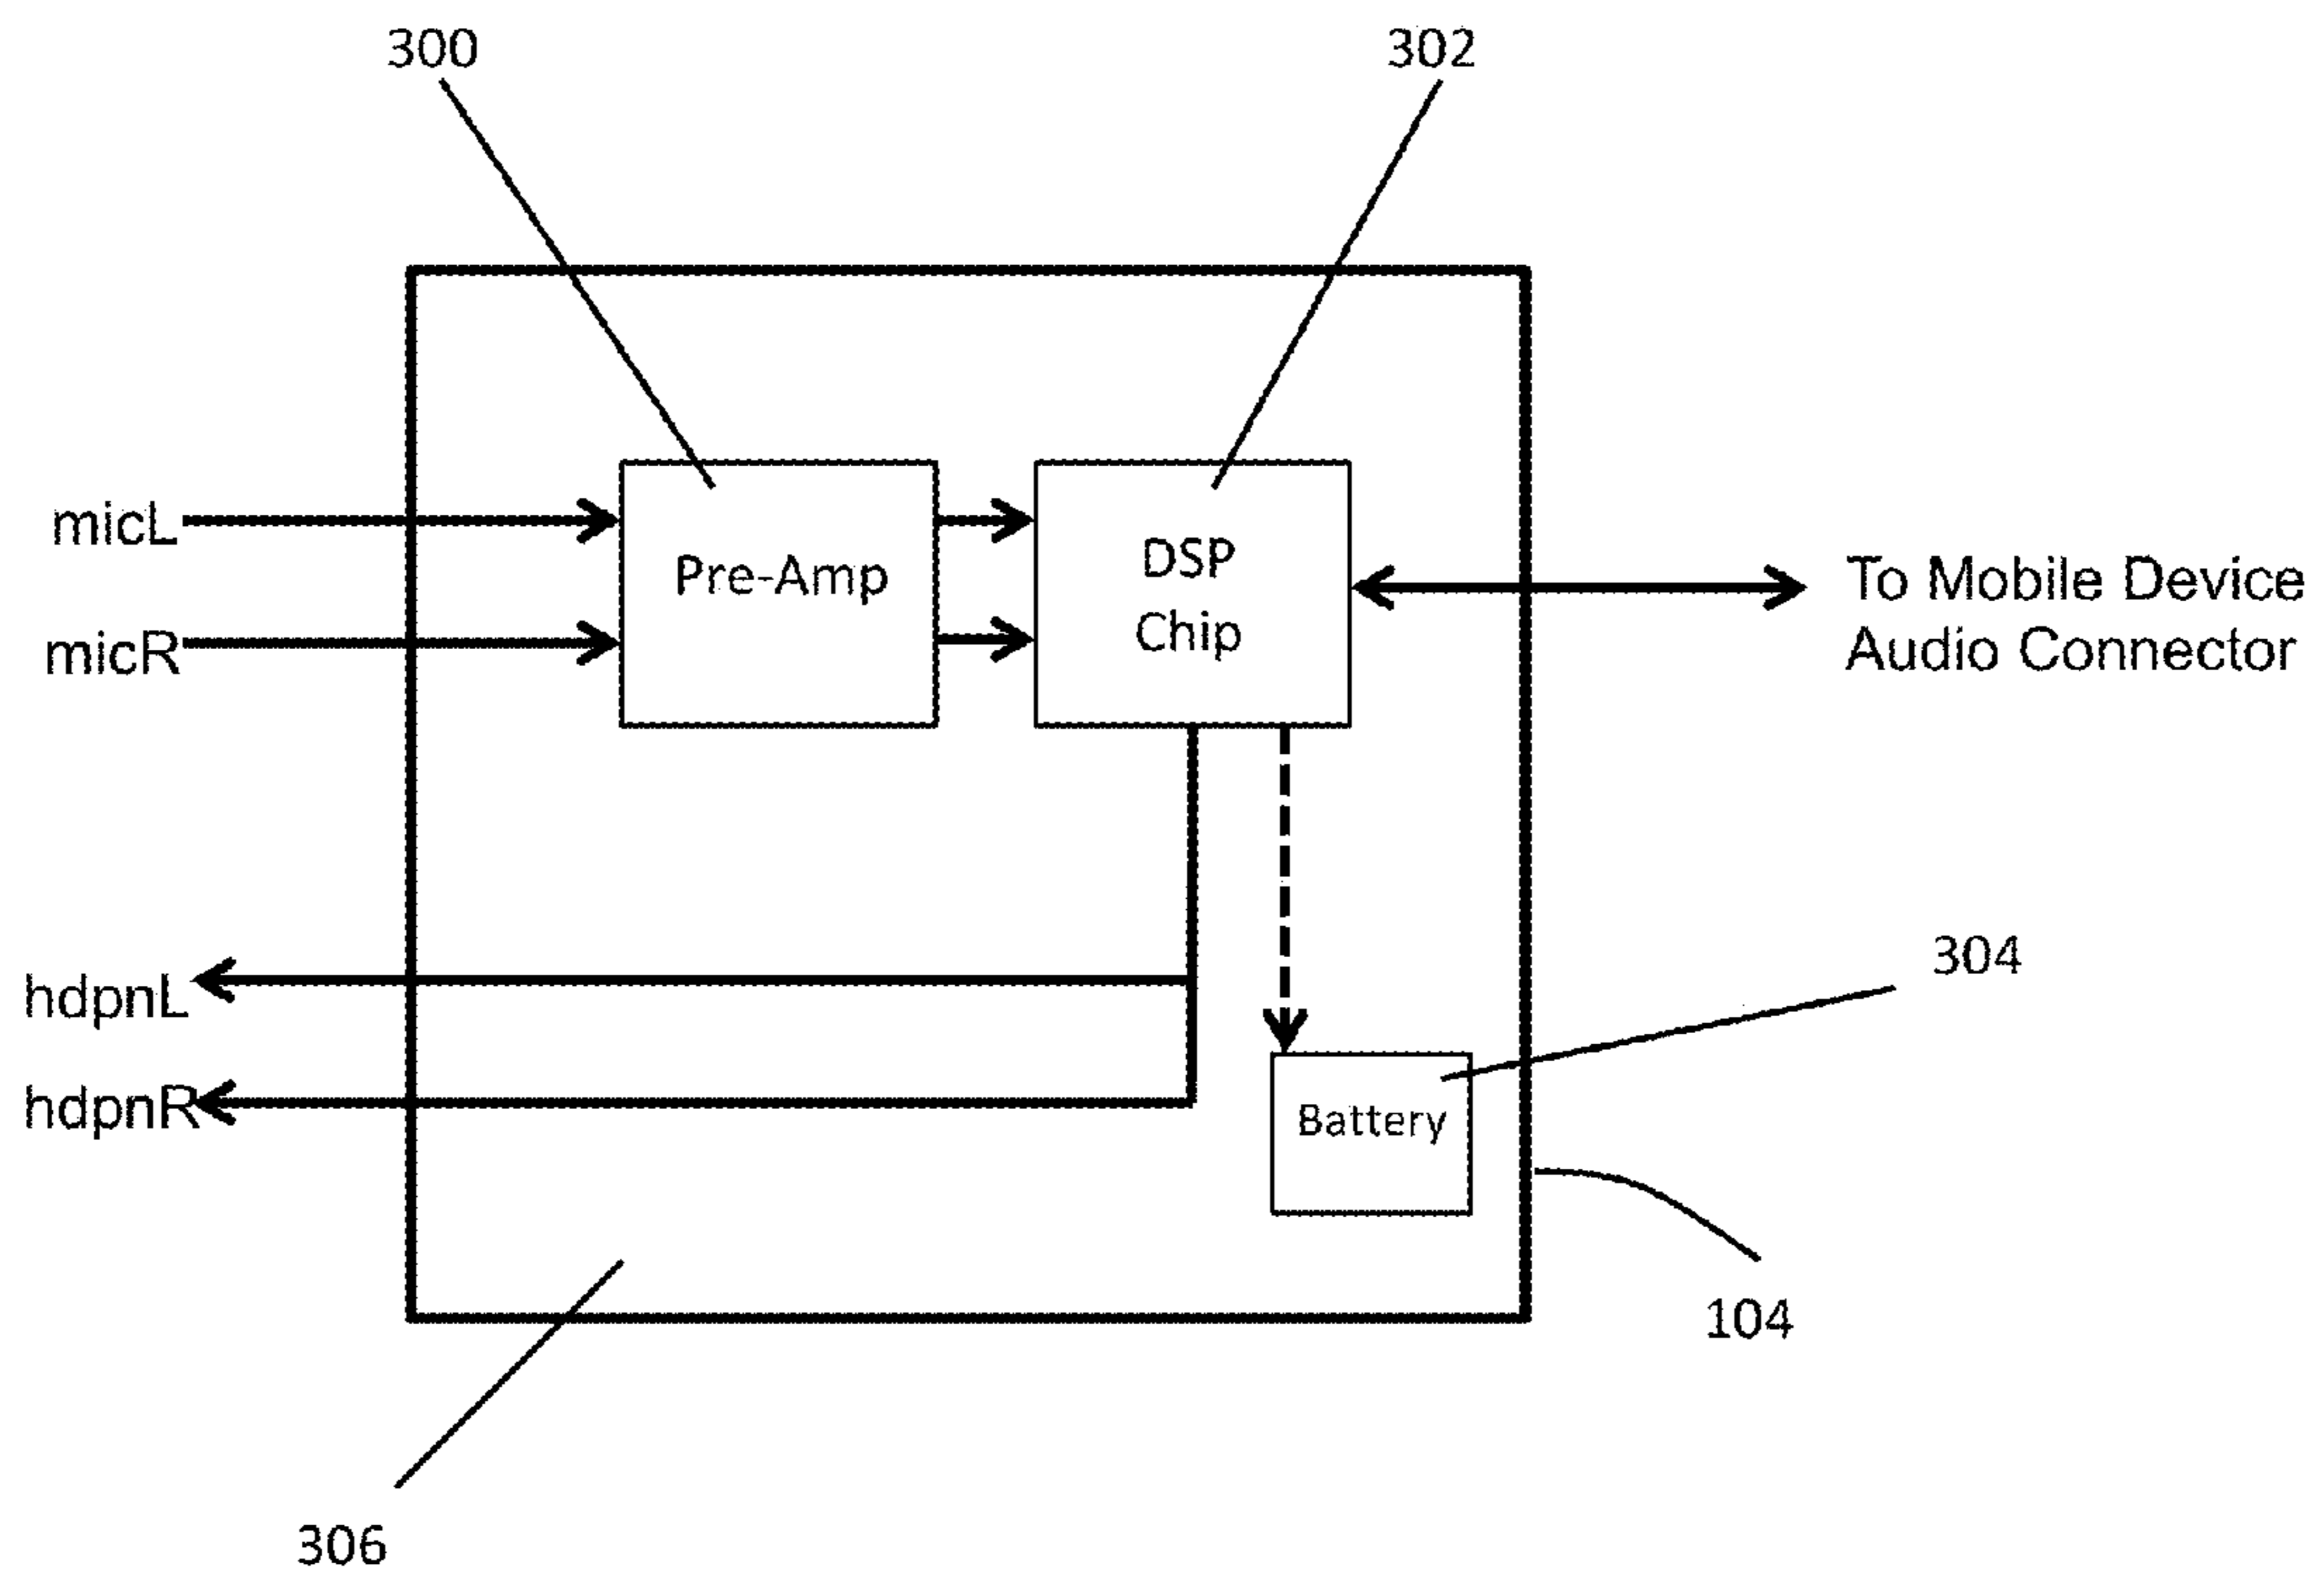 300
302
micL
micR
Pre-Amp
DSP
Chip
To Mobile Device
Audio Connector
hdpnL
hdpnR
304
Battery
104
306